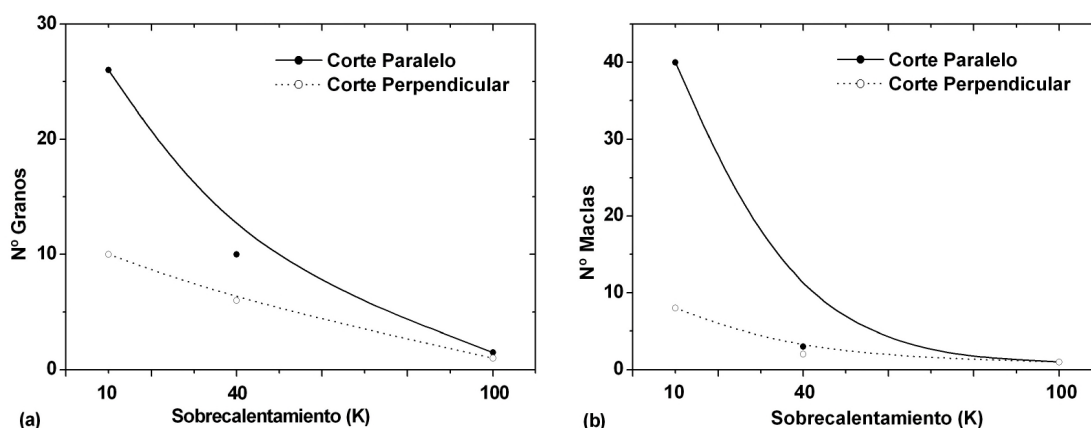 30
20
10
0
Nº Granos
Corte Paralelo
Corte Perpendicular
10
40
100
Sobrecalentamiento (K)
(a)
40
30
20
10
0
Nº Maclas
Corte Paralelo
Corte Perpendicular
10
40
100
Sobrecalentamiento (K)
(b)